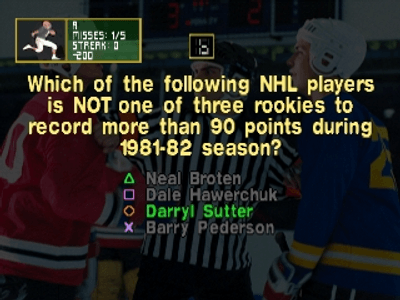 A
MISSES: 1/5
STREAK: 0
-200
15
Which of the following NHL players
is NOT one of three rookies to
record more than 90 points during
1981-82 season?
Neal Broten
Dale Hawerchuk
Darryl Sutter
Barry Pederson